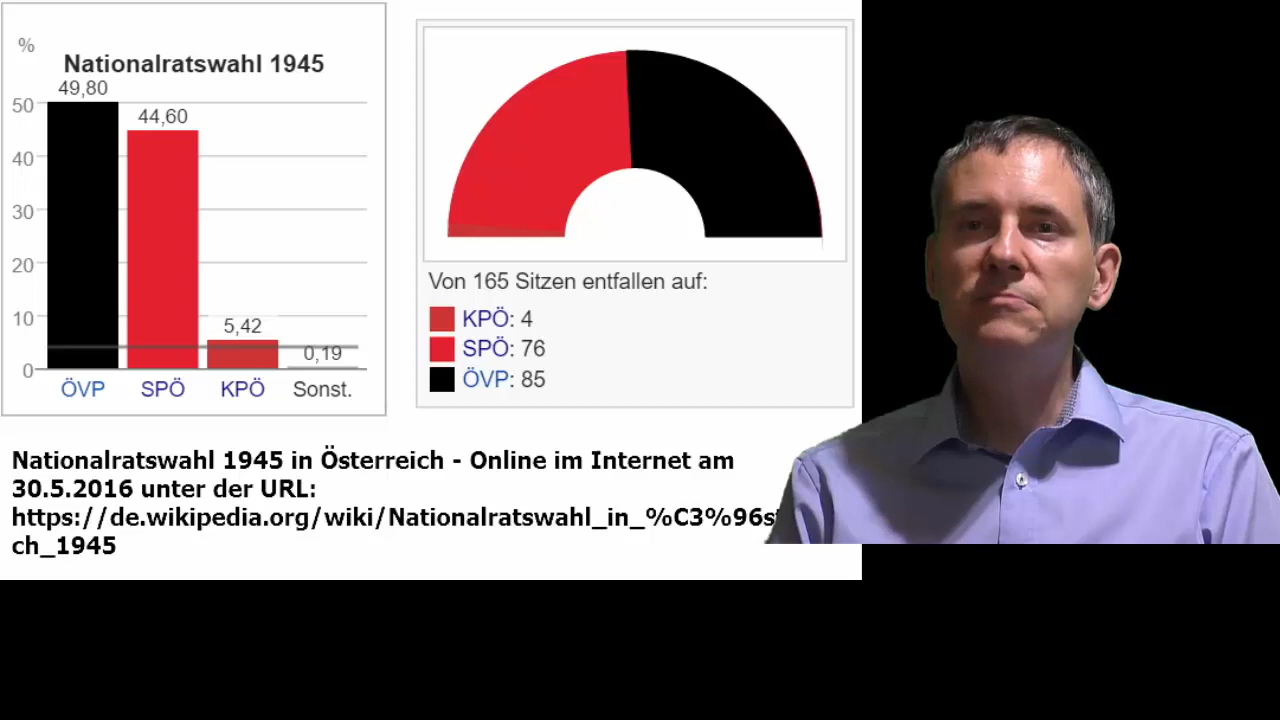 %
Nationalratswahl 1945
49,80
50
44,60
40
30
20
10
5,42
0,19
0
ÖVP SPÖ KPÖ Sonst.
Von 165 Sitzen entfallen auf:
KPÖ: 4
SPÖ: 76
ÖVP: 85
Nationalratswahl 1945 in Österreich - Online im Internet am
30.5.2016 unter der URL:
https://de.wikipedia.org/wiki/Nationalratswahl_in_%C3%96s
ch_1945